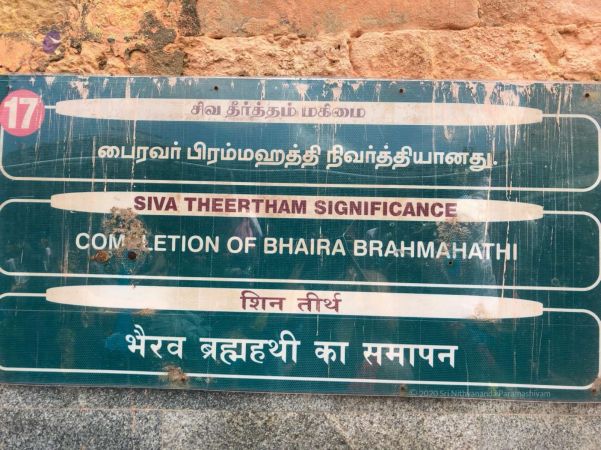 17
சிவ தீர்த்தம் மகிமை
பைரவர் பிரம்மஹத்தி நிவர்த்தியானது.
SIVA THEERTHAM SIGNIFICANCE
COMPLETION OF BHAIRA BRAHMAHATHI
शिन तीर्थ
भैरव ब्रह्महथी का समापन
© 2020 Sri Nithyananda Paramashivam